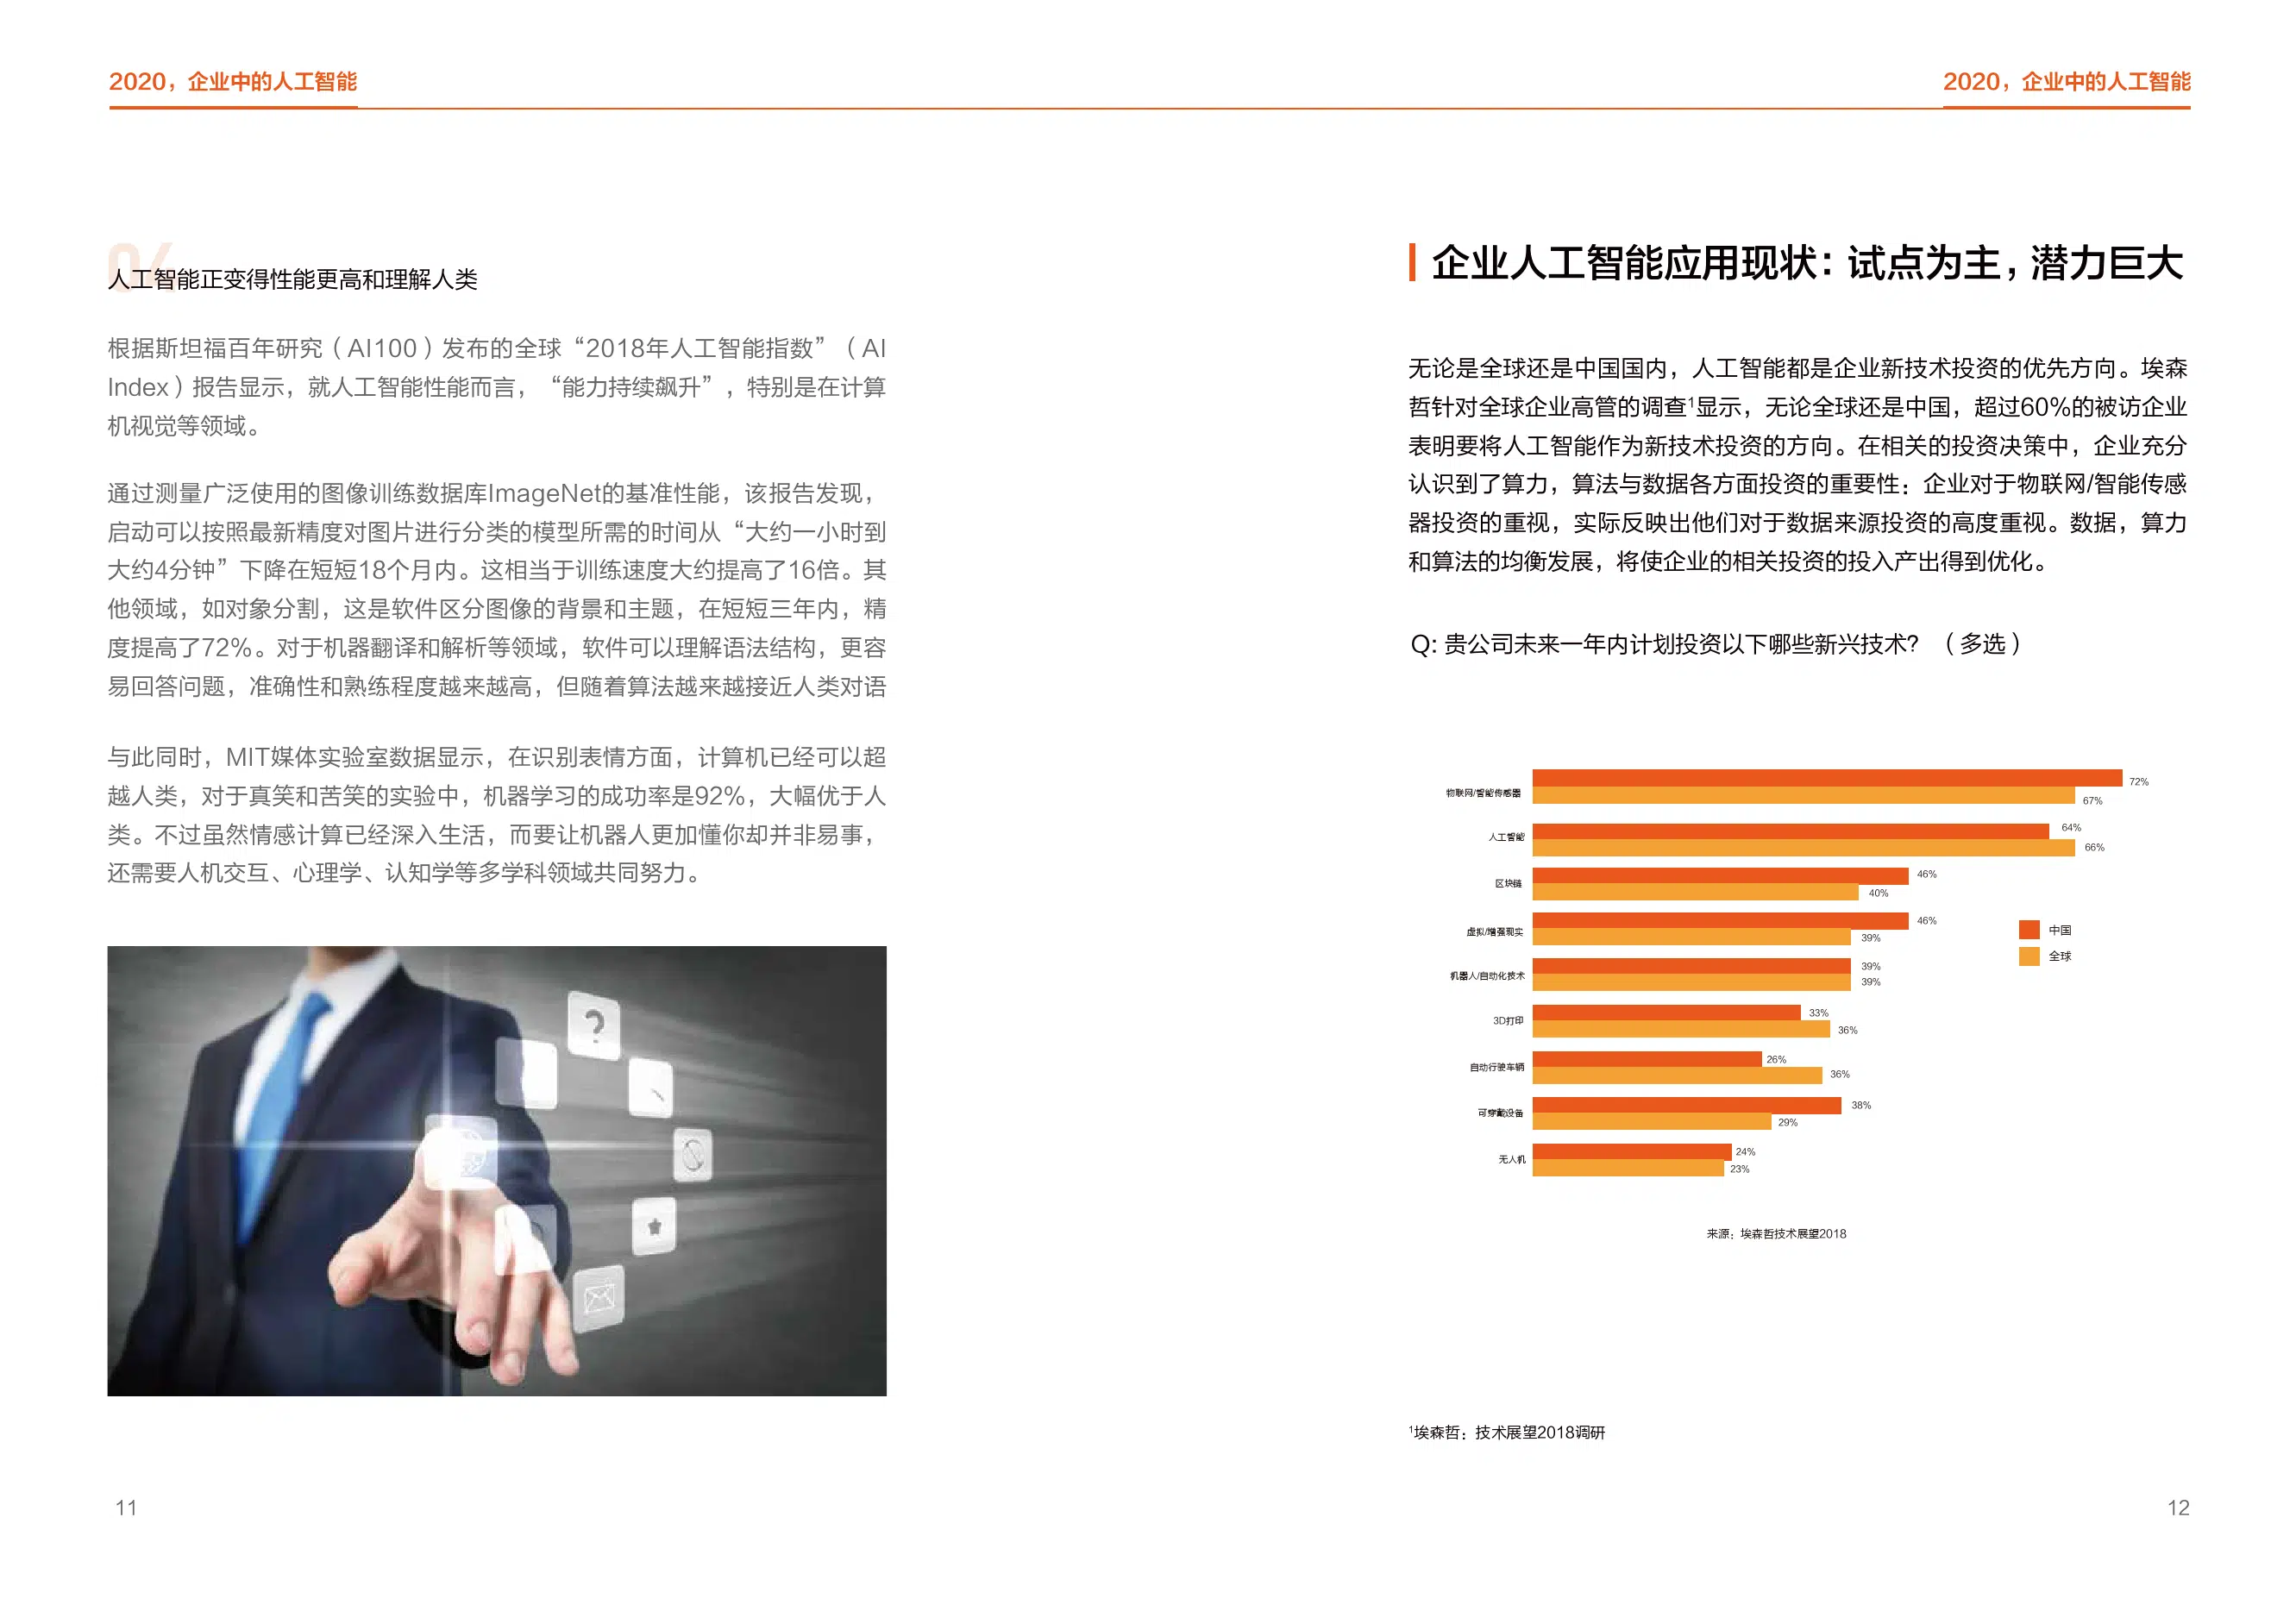 2020，企业中的人工智能
2020，企业中的人工智能
04
人工智能正变得性能更高和理解人类
根据斯坦福百年研究（AI100）发布的全球“2018年人工智能指数”（AI
Index）报告显示，就人工智能性能而言，“能力持续飙升”，特别是在计算
机视觉等领域。
通过测量广泛使用的图像训练数据库ImageNet的基准性能，该报告发现，
启动可以按照最新精度对图片进行分类的模型所需的时间从“大约一小时到
大约4分钟”下降在短短18个月内。这相当于训练速度大约提高了16倍。其
他领域，如对象分割，这是软件区分图像的背景和主题，在短短三年内，精
度提高了72%。对于机器翻译和解析等领域，软件可以理解语法结构，更容
易回答问题，准确性和熟练程度越来越高，但随着算法越来越接近人类对语
与此同时，MIT媒体实验室数据显示，在识别表情方面，计算机已经可以超
越人类，对于真笑和苦笑的实验中，机器学习的成功率是92%，大幅优于人
类。不过虽然情感计算已经深入生活，而要让机器人更加懂你却并非易事，
还需要人机交互、心理学、认知学等多学科领域共同努力。
?
11
企业人工智能应用现状：试点为主，潜力巨大
无论是全球还是中国国内，人工智能都是企业新技术投资的优先方向。埃森
哲针对全球企业高管的调查¹显示，无论全球还是中国，超过60%的被访企业
表明要将人工智能作为新技术投资的方向。在相关的投资决策中，企业充分
认识到了算力，算法与数据各方面投资的重要性；企业对于物联网/智能传感
器投资的重视，实际反映出他们对于数据来源投资的高度重视。数据，算力
和算法的均衡发展，将使企业的相关投资的投入产出得到优化。
Q: 贵公司未来一年内计划投资以下哪些新兴技术？（多选）
物联网/智能传感器
72%
67%
人工智能
64%
66%
区块链
46%
40%
虚拟/增强现实
46%
39%
机器人/自动化技术
39%
39%
3D打印
33%
36%
自动行驶车辆
26%
36%
可穿戴设备
38%
29%
无人机
24%
23%
中国
全球
来源：埃森哲技术展望2018
¹埃森哲：技术展望2018调研
12